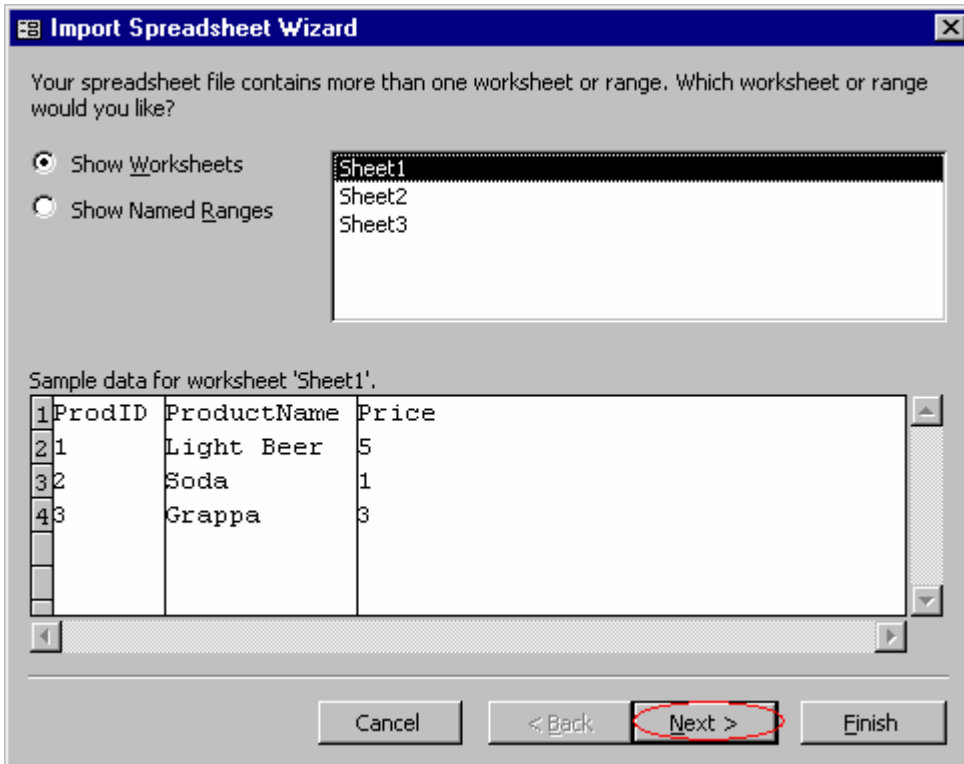 Import Spreadsheet Wizard
Your spreadsheet file contains more than one worksheet or range. Which worksheet or range
would you like?
Show Worksheets
Show Named Ranges
Sheet1
Sheet2
Sheet3
Sample data for worksheet 'Sheet1'.
1 ProdID ProductName Price
2 1 Light Beer 5
3 2 Soda 1
4 3 Grappa 3
Cancel < Back Next > Finish